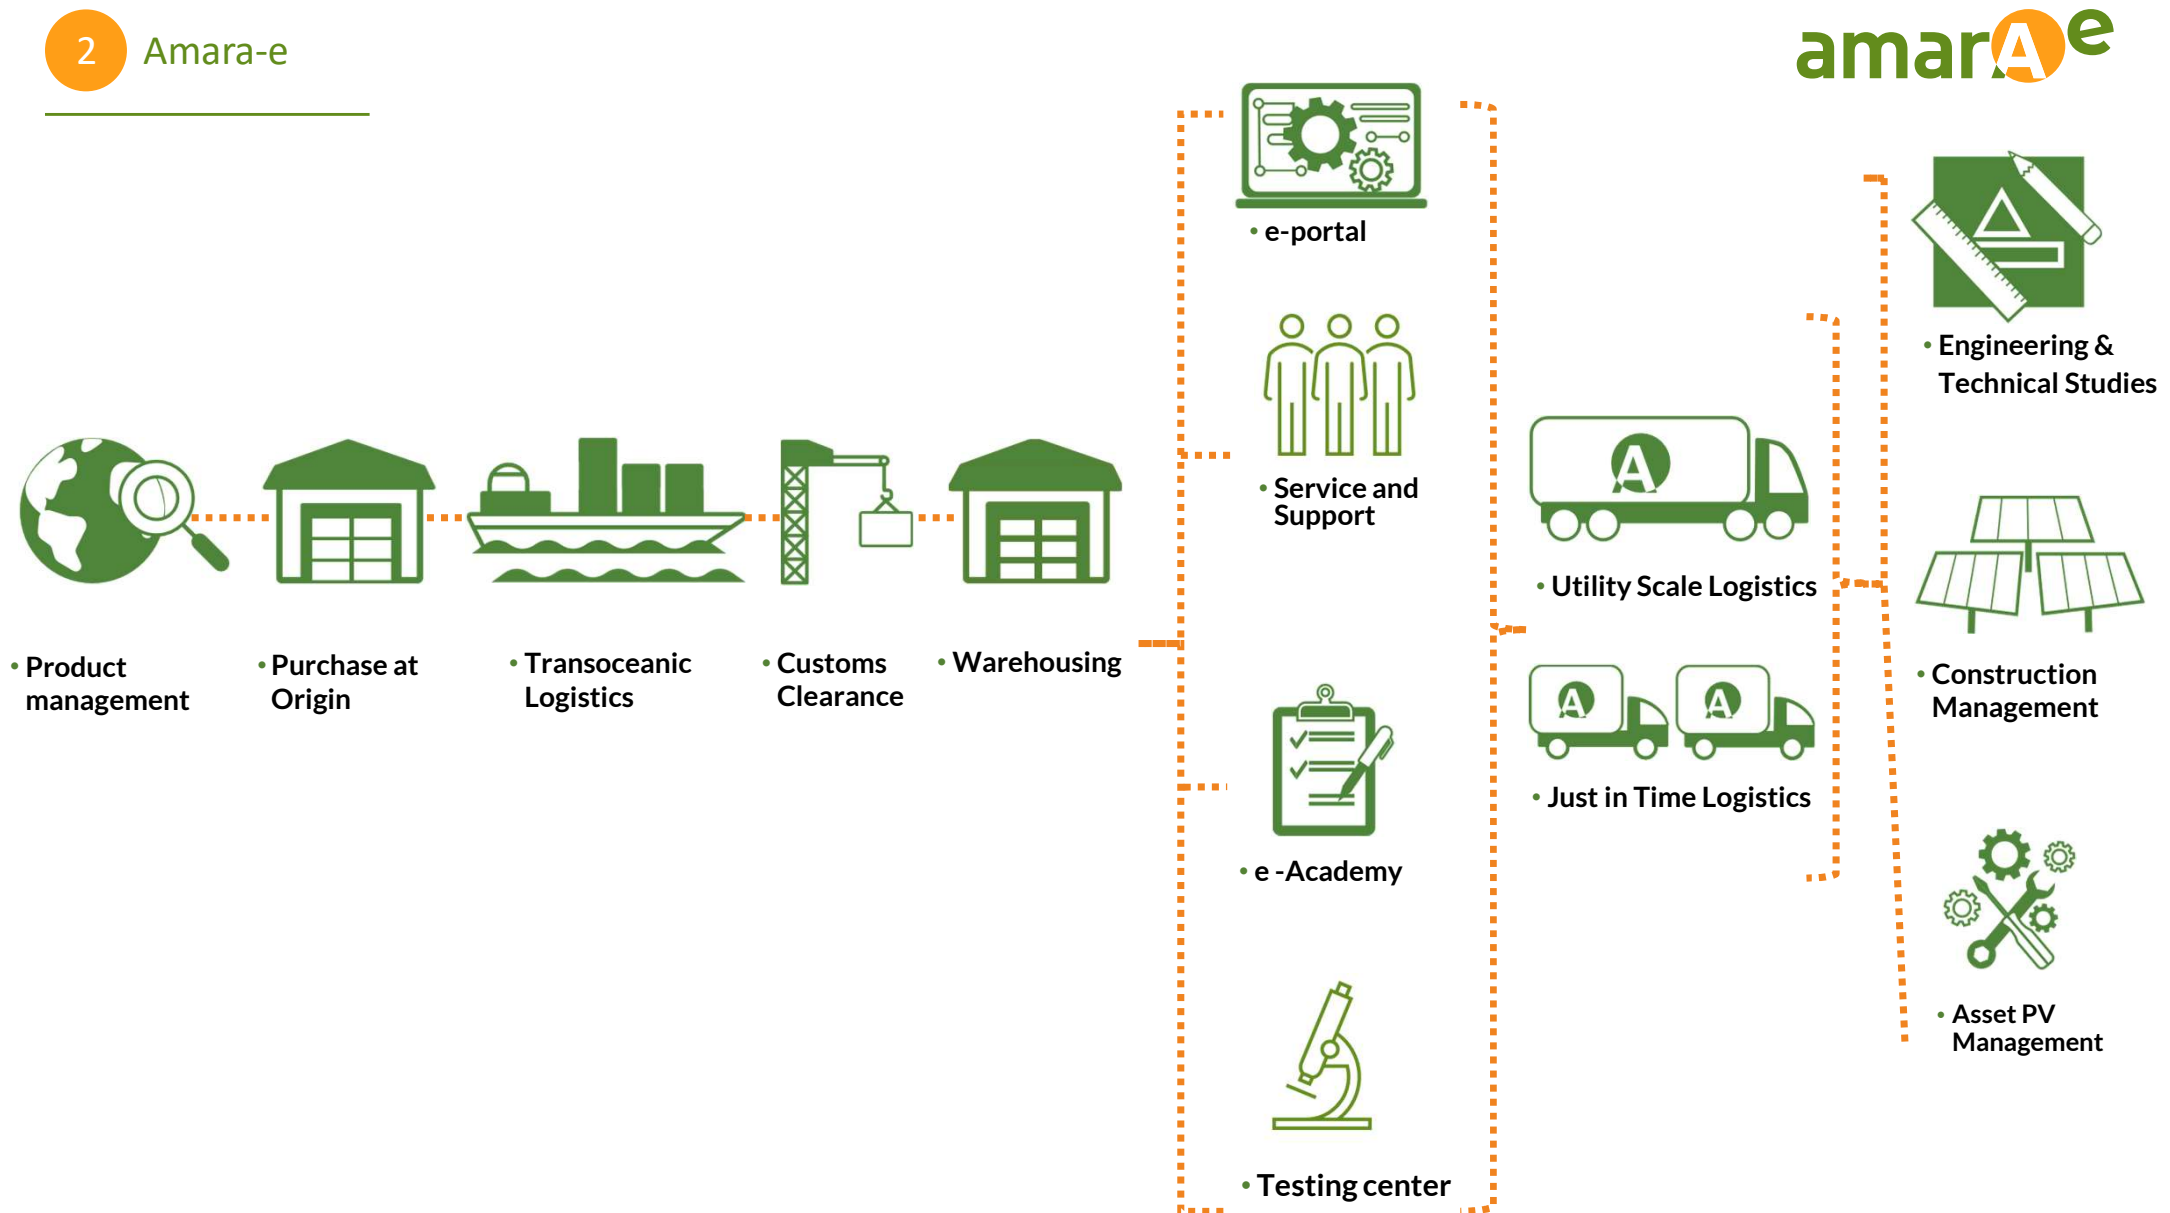 2 Amara-e
amarA e
• e-portal
• Service and
Support
• e -Academy
• Testing center
• Product
management
• Purchase at
Origin
• Transoceanic
Logistics
• Customs
Clearance
• Warehousing
A
• Utility Scale Logistics
A A
• Just in Time Logistics
• Engineering &
Technical Studies
• Construction
Management
• Asset PV
Management